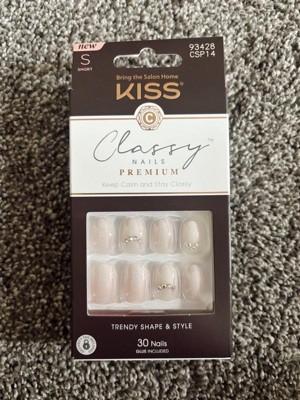 new
S
SHORT
93428
CSP14
Bring the Salon Home
KISS®
C
Classy™
NAILS
PREMIUM
Keep Calm and Stay Classy
TRENDY SHAPE & STYLE
30 Nails
GLUE INCLUDED